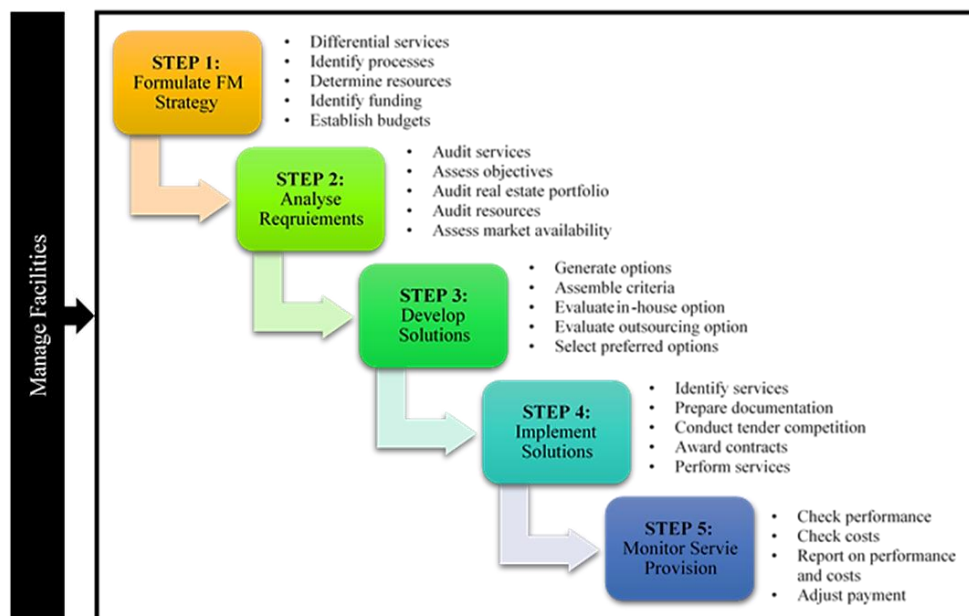 Manage Facilities
STEP 1:
Formulate FM
Strategy
• Differential services
• Identify processes
• Determine resources
• Identify funding
• Establish budgets
STEP 2:
Analyse
Reqruiements
• Audit services
• Assess objectives
• Audit real estate portfolio
• Audit resources
• Assess market availability
STEP 3:
Develop
Solutions
• Generate options
• Assemble criteria
• Evaluate in-house option
• Evaluate outsourcing option
• Select preferred options
STEP 4:
Implement
Solutions
• Identify services
• Prepare documentation
• Conduct tender competition
• Award contracts
• Perform services
STEP 5:
Monitor Servie
Provision
• Check performance
• Check costs
• Report on performance
and costs
• Adjust payment